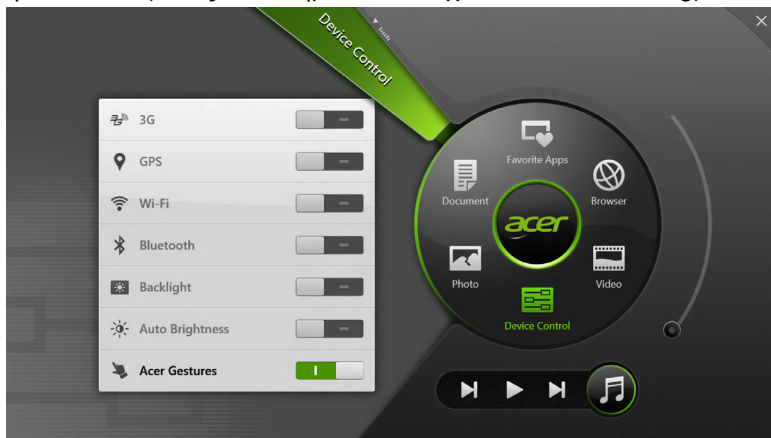 Device Control
3G
GPS
Wi-Fi
Bluetooth
Backlight
Auto Brightness
Acer Gestures
Favorite Apps
Document
Browser
acer
Photo
Video
Device Control